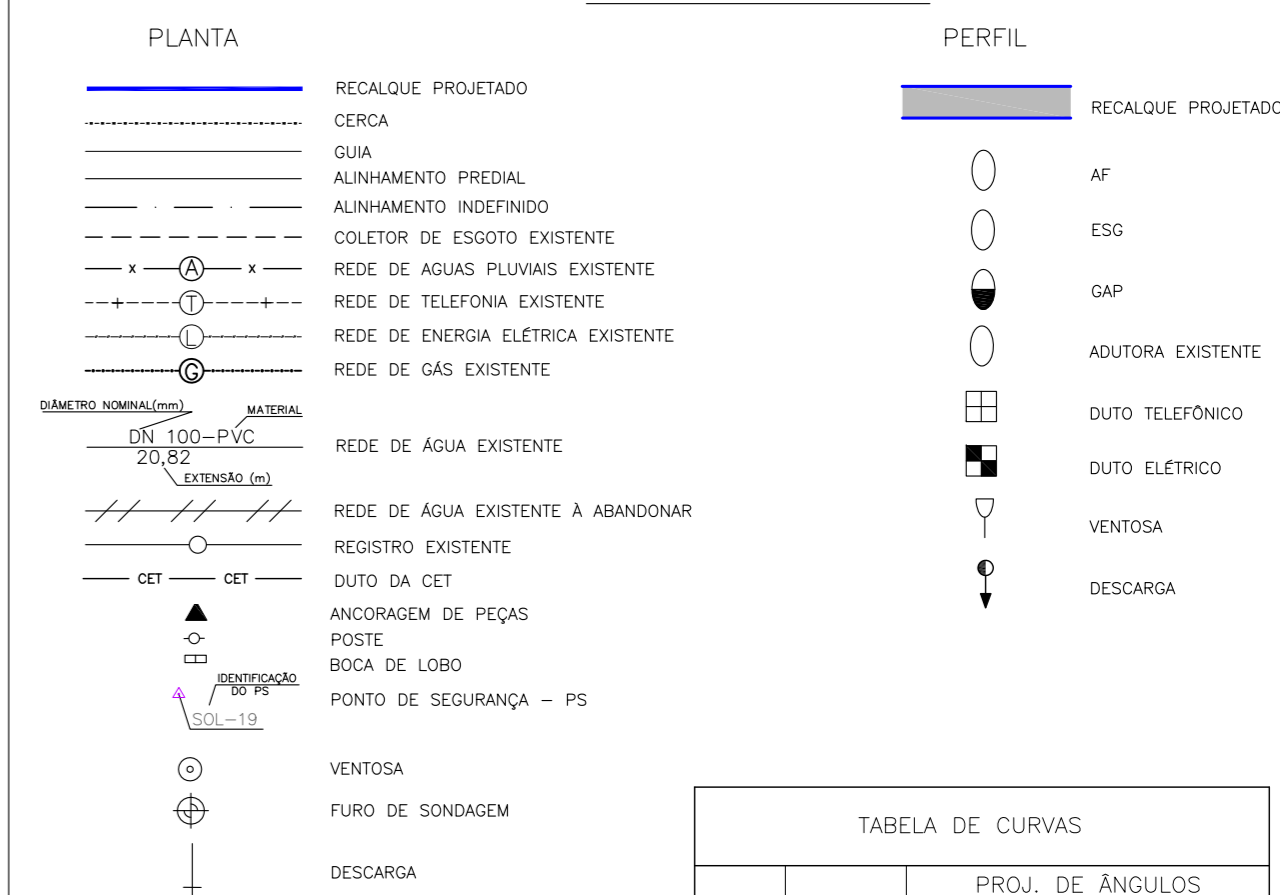 PLANTA
RECALQUE PROJETADO
CERCA
GUIA
ALINHAMENTO PREDIAL
ALINHAMENTO INDEFINIDO
COLETOR DE ESGOTO EXISTENTE
x A x REDE DE AGUAS PLUVIAIS EXISTENTE
T REDE DE TELEFONIA EXISTENTE
L REDE DE ENERGIA ELÉTRICA EXISTENTE
G REDE DE GÁS EXISTENTE
DIÂMETRO NOMINAL(mm)
MATERIAL
DN 100-PVC
20,82
EXTENSÃO (m)
REDE DE ÁGUA EXISTENTE
REDE DE ÁGUA EXISTENTE À ABANDONAR
REGISTRO EXISTENTE
CET CET DUTO DA CET
ANCORAGEM DE PEÇAS
POSTE
BOCA DE LOBO
IDENTIFICAÇÃO
DO PS
SOL-19
PONTO DE SEGURANÇA – PS
VENTOSA
FURO DE SONDAGEM
DESCARGA
PERFIL
RECALQUE PROJETADO
AF
ESG
GAP
ADUTORA EXISTENTE
DUTO TELEFÔNICO
DUTO ELÉTRICO
VENTOSA
DESCARGA
TABELA DE CURVAS
PROJ. DE ÂNGULOS